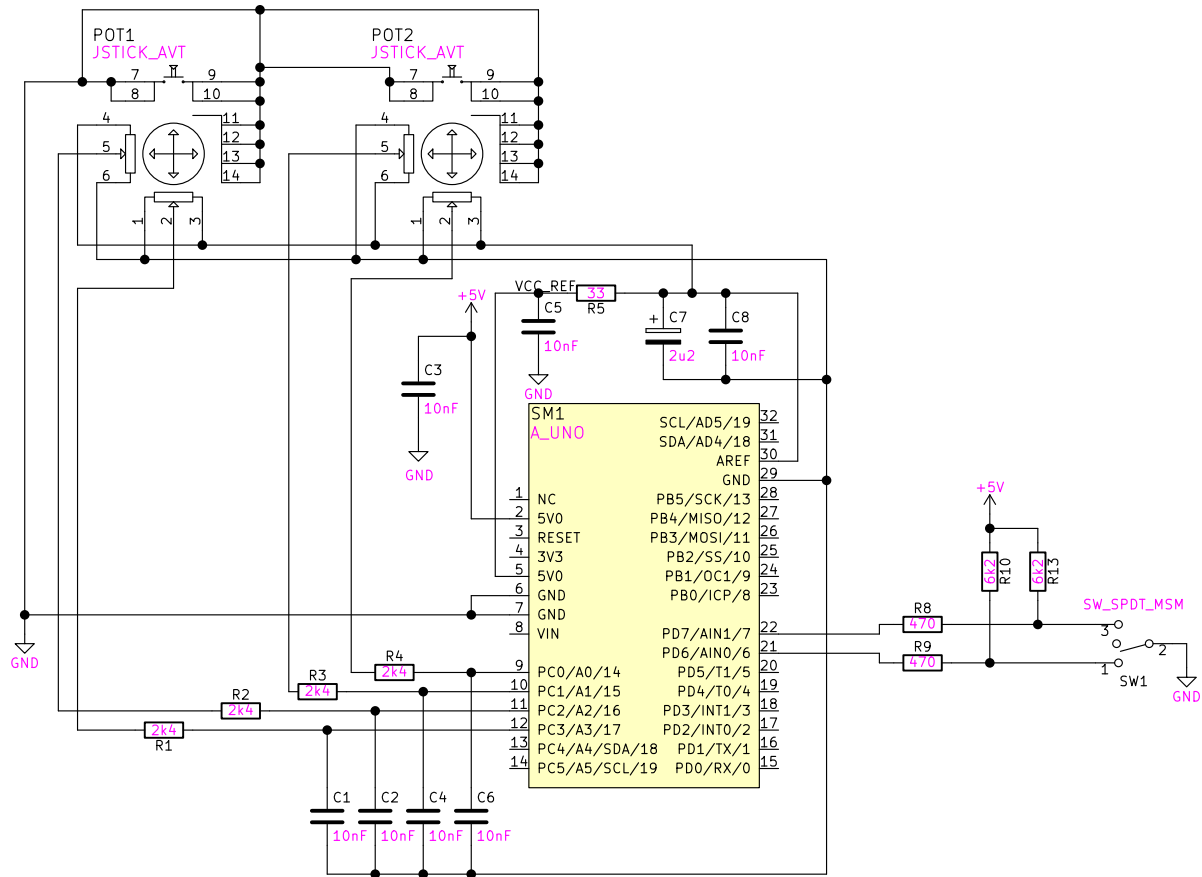 POT1
JSTICK_AVT
7
8
9
10
4
5
6
11
12
13
14
1
2
3
POT2
JSTICK_AVT
7
8
9
10
4
5
6
11
12
13
14
1
2
3
+5V
VCC_REF
33
R5
C5
10nF
GND
+
C7
2u2
C8
10nF
C3
10nF
GND
SM1
A_UNO
1 NC
2 5V0
3 RESET
4 3V3
5 5V0
6 GND
7 GND
8 VIN
9 PC0/A0/14
10 PC1/A1/15
11 PC2/A2/16
12 PC3/A3/17
13 PC4/A4/SDA/18
14 PC5/A5/SCL/19
SCL/AD5/19 32
SDA/AD4/18 31
AREF 30
GND 29
PB5/SCK/13 28
PB4/MISO/12 27
PB3/MOSI/11 26
PB2/SS/10 25
PB1/OC1/9 24
PB0/ICP/8 23
PD7/AIN1/7 22
PD6/AIN0/6 21
PD5/T1/5 20
PD4/T0/4 19
PD3/INT1/3 18
PD2/INT0/2 17
PD1/TX/1 16
PD0/RX/0 15
GND
R4
2k4
R3
2k4
R2
2k4
2k4
R1
C1
10nF
C2
10nF
C4
10nF
C6
10nF
+5V
6k2
R10
6k2
R13
R8
470
R9
470
SW_SPDT_MSM
3
2
1
SW1
GND